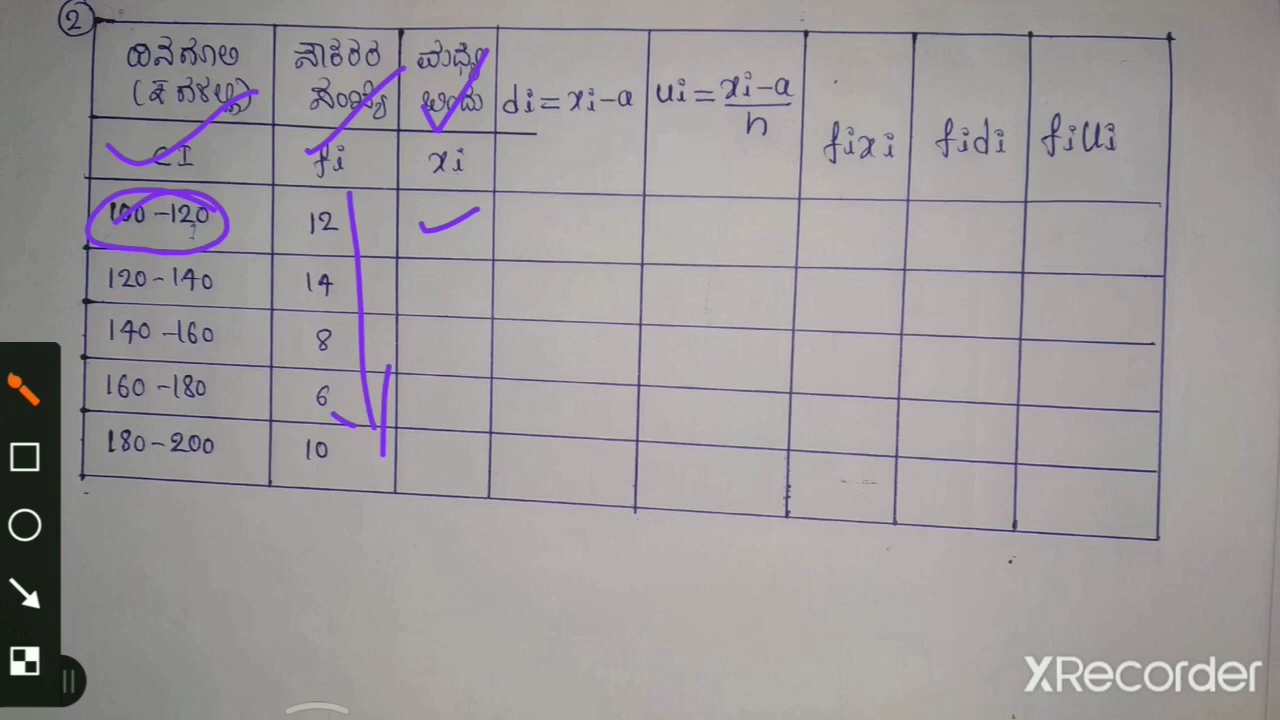 2
ದಿನಗೂಲಿ ನೌಕರರ ಮಧ್ಯ
(₹ ಗಳಲ್ಲಿ) ಸಂಖ್ಯೆ ಬಿಂದು di = xi-a ui = xi-a/h fixi fidi fiui
CI fi xi
100-120 12
120-140 14
140-160 8
160-180 6
180-200 10
XRecorder